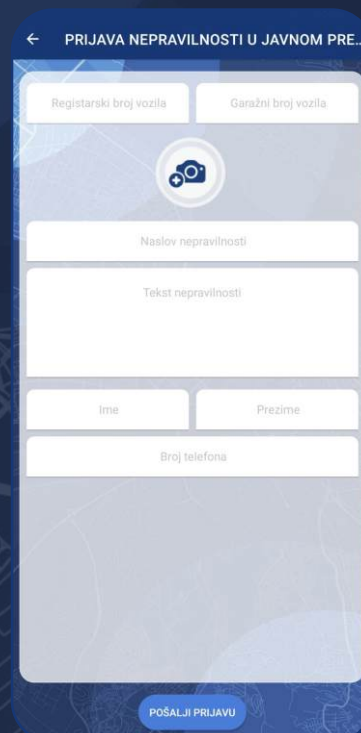 PRIJAVA NEPRAVILNOSTI U JAVNOM PRE...
Registarski broj vozila
Garažni broj vozila
Naslov nepravilnosti
Tekst nepravilnosti
Ime
Prezime
Broj telefona
POŠALJI PRIJAVU